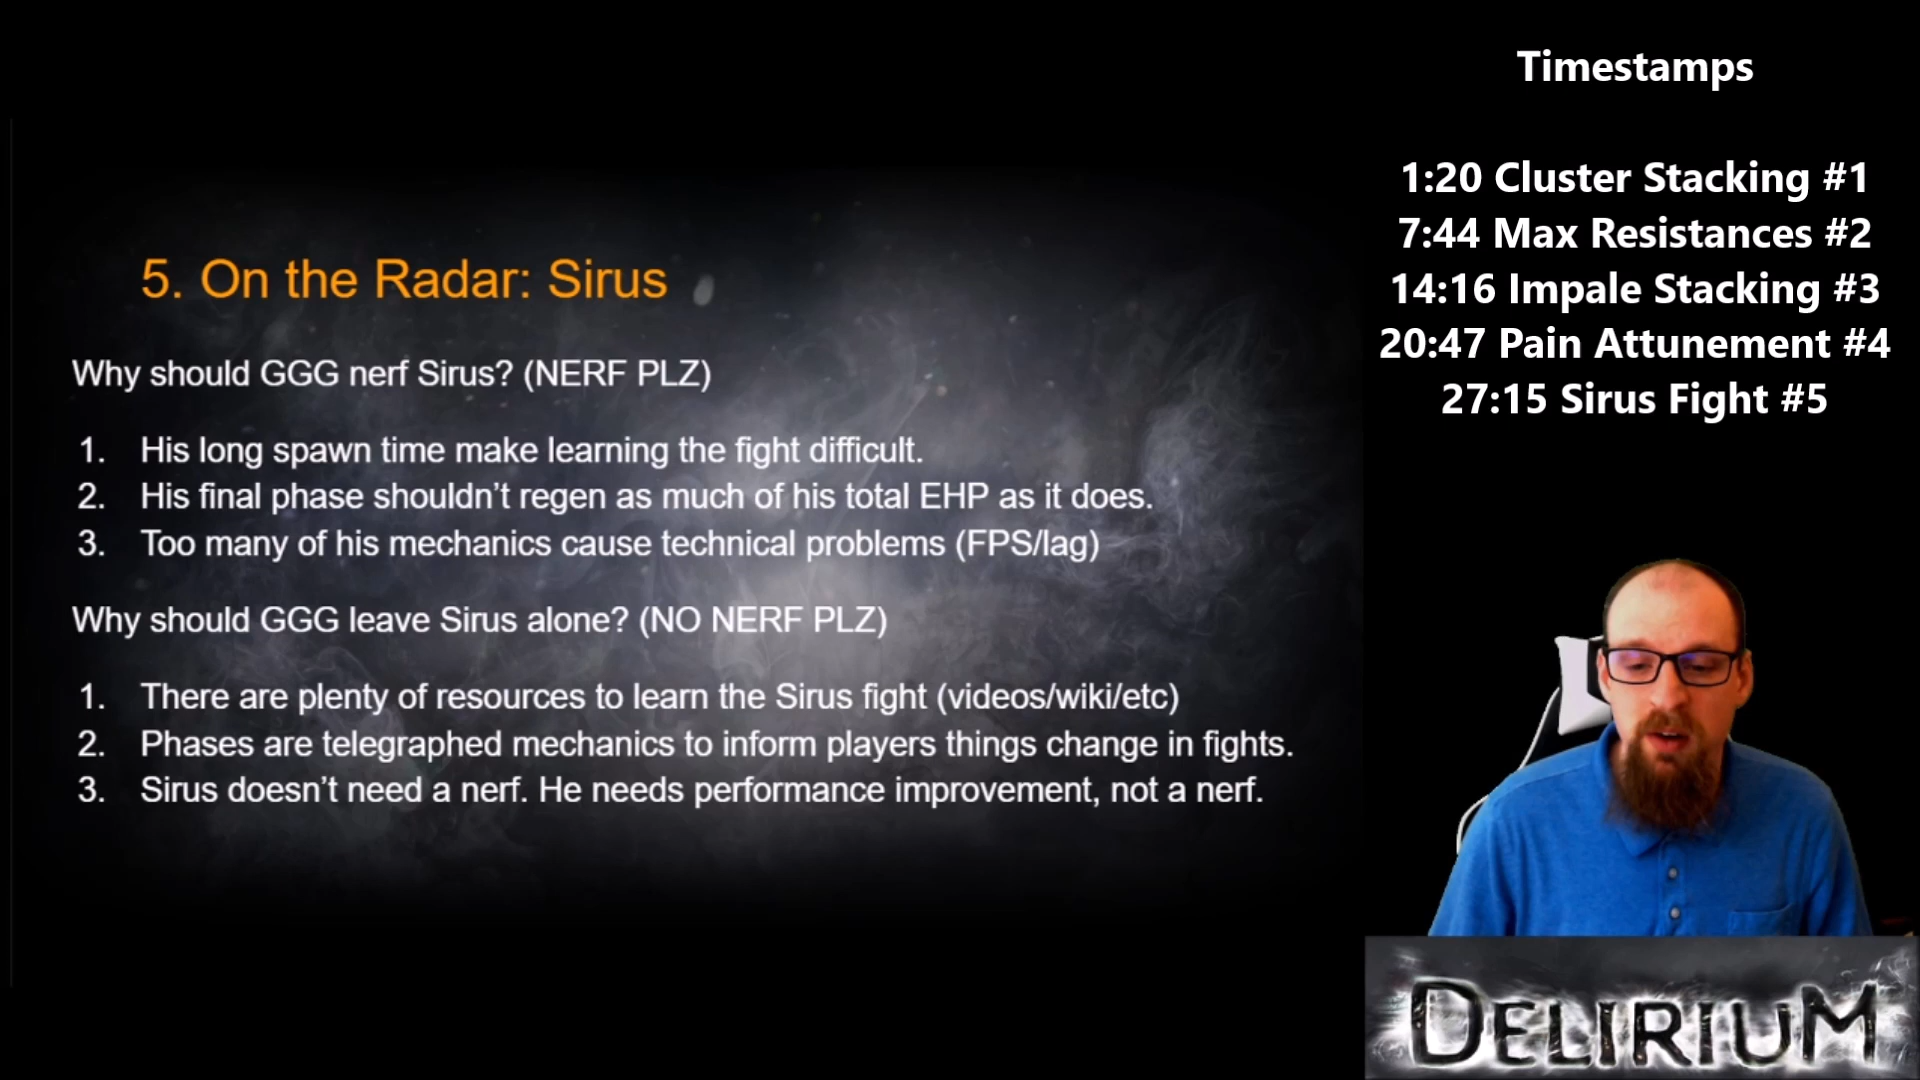 5. On the Radar: Sirus
Why should GGG nerf Sirus? (NERF PLZ)
1. His long spawn time make learning the fight difficult.
2. His final phase shouldn't regen as much of his total EHP as it does.
3. Too many of his mechanics cause technical problems (FPS/lag)
Why should GGG leave Sirus alone? (NO NERF PLZ)
1. There are plenty of resources to learn the Sirus fight (videos/wiki/etc)
2. Phases are telegraphed mechanics to inform players things change in fights.
3. Sirus doesn't need a nerf. He needs performance improvement, not a nerf.
Timestamps
1:20 Cluster Stacking #1
7:44 Max Resistances #2
14:16 Impale Stacking #3
20:47 Pain Attunement #4
27:15 Sirus Fight #5
DELIRIUM